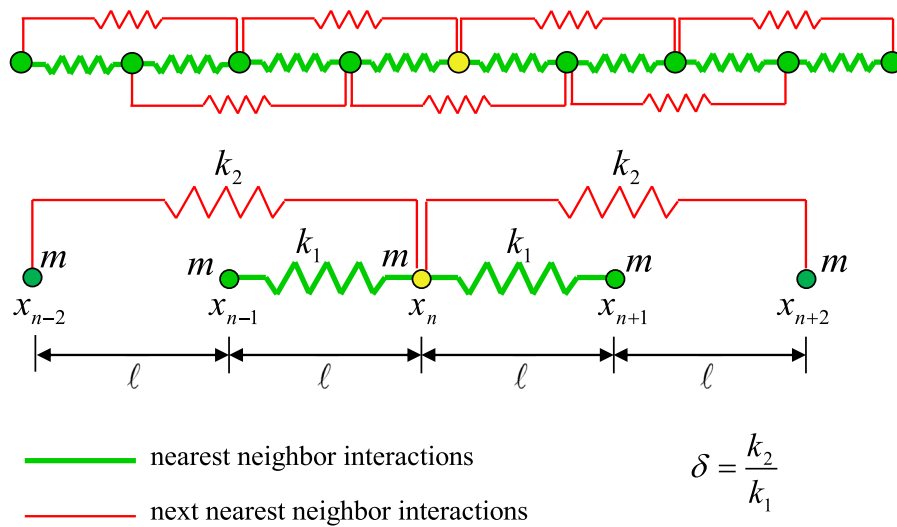 k₂ k₂
k₁ k₁
m m m m m
xₙ₋₂ xₙ₋₁ xₙ xₙ₊₁ xₙ₊₂
ℓ ℓ ℓ ℓ
nearest neighbor interactions
δ = k₂/k₁
next nearest neighbor interactions